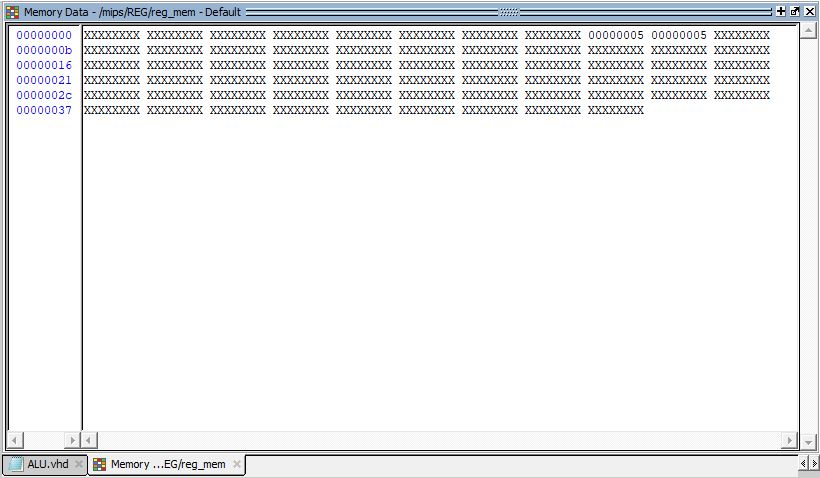 Memory Data - /mips/REG/reg_mem - Default
00000000 XXXXXXXX XXXXXXXX XXXXXXXX XXXXXXXX XXXXXXXX XXXXXXXX XXXXXXXX XXXXXXXX 00000005 00000005 XXXXXXXX
0000000b XXXXXXXX XXXXXXXX XXXXXXXX XXXXXXXX XXXXXXXX XXXXXXXX XXXXXXXX XXXXXXXX XXXXXXXX XXXXXXXX XXXXXXXX
00000016 XXXXXXXX XXXXXXXX XXXXXXXX XXXXXXXX XXXXXXXX XXXXXXXX XXXXXXXX XXXXXXXX XXXXXXXX XXXXXXXX XXXXXXXX
00000021 XXXXXXXX XXXXXXXX XXXXXXXX XXXXXXXX XXXXXXXX XXXXXXXX XXXXXXXX XXXXXXXX XXXXXXXX XXXXXXXX XXXXXXXX
0000002c XXXXXXXX XXXXXXXX XXXXXXXX XXXXXXXX XXXXXXXX XXXXXXXX XXXXXXXX XXXXXXXX XXXXXXXX XXXXXXXX XXXXXXXX
00000037 XXXXXXXX XXXXXXXX XXXXXXXX XXXXXXXX XXXXXXXX XXXXXXXX XXXXXXXX XXXXXXXX XXXXXXXX
ALU.vhd Memory ...EG/reg_mem